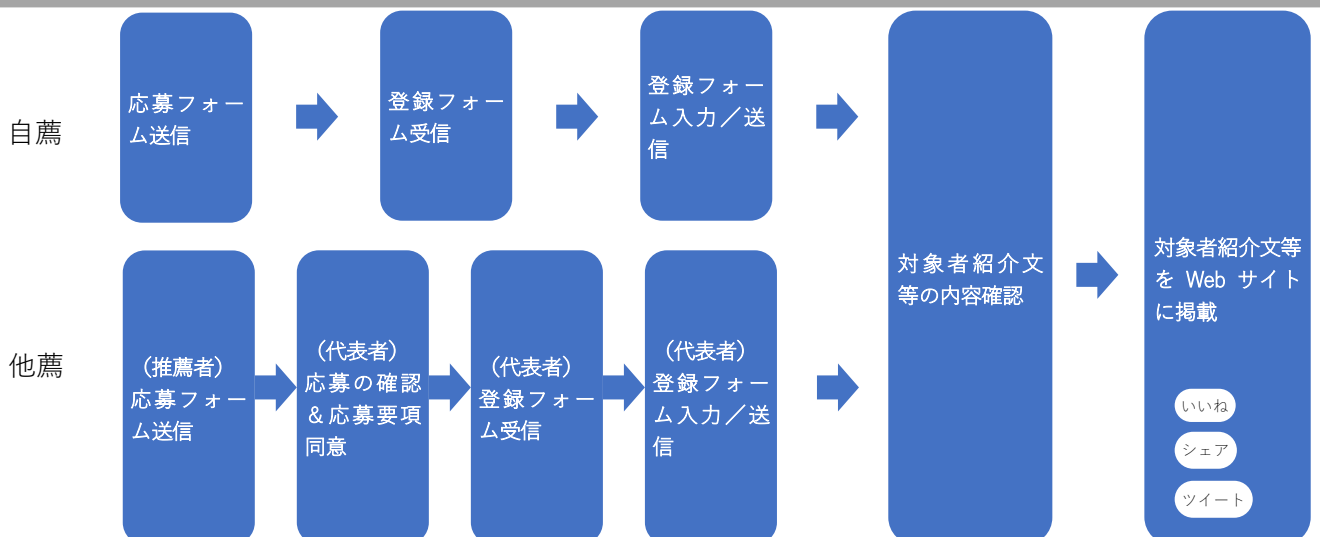 自薦
応募フォー
ム送信
登録フォー
ム受信
登録フォー
ム入力／送
信
他薦
（推薦者）
応募フォー
ム送信
（代表者）
応募の確認
＆応募要項
同意
（代表者）
登録フォー
ム受信
（代表者）
登録フォー
ム入力／送
信
対象者紹介文
等の内容確認
対象者紹介文等
を Web サイト
に掲載
いいね
シェア
ツイート